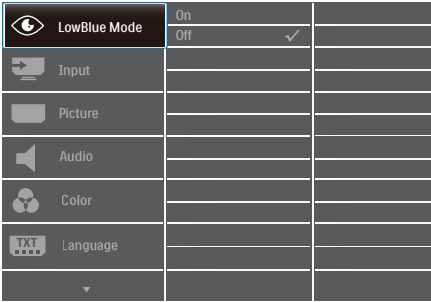 LowBlue Mode
On
Off
Input
Picture
Audio
Color
TXT
Language